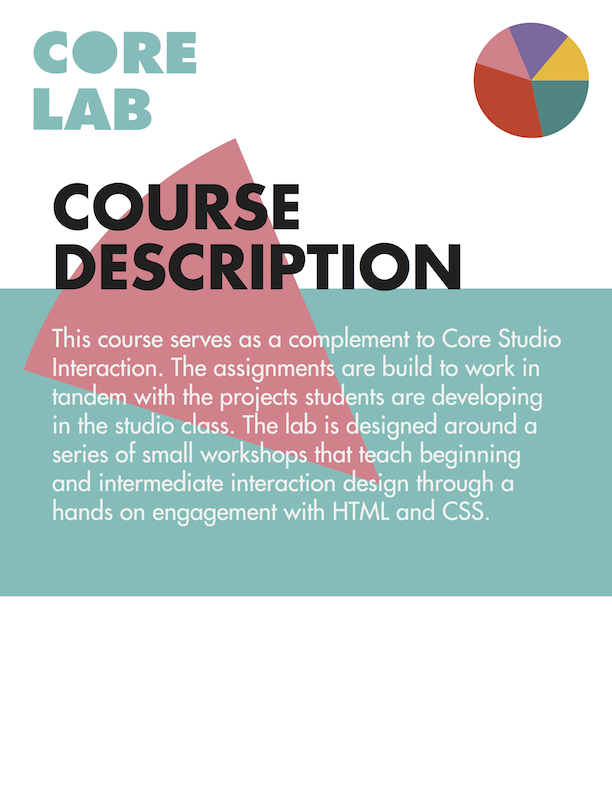 CORE
LAB
COURSE
DESCRIPTION
This course serves as a complement to Core Studio
Interaction. The assignments are build to work in
tandem with the projects students are developing
in the studio class. The lab is designed around a
series of small workshops that teach beginning
and intermediate interaction design through a
hands on engagement with HTML and CSS.